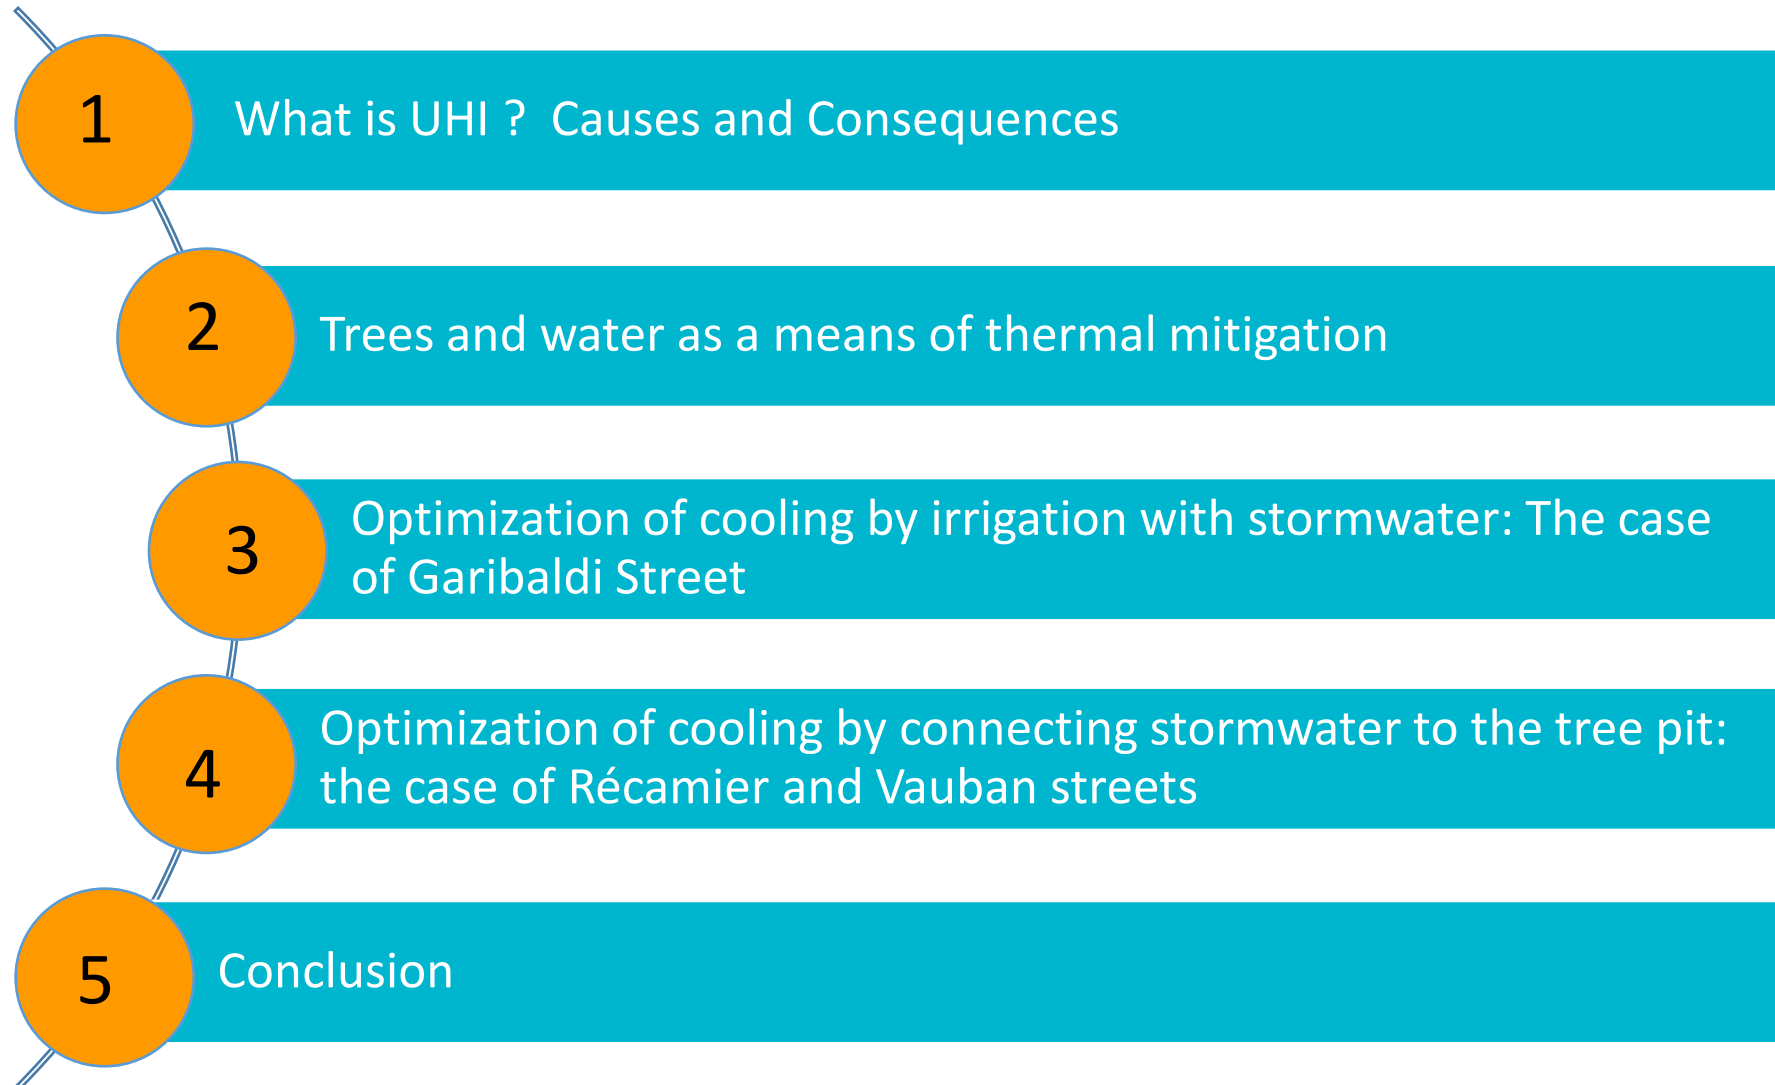 1
What is UHI ?  Causes and Consequences
2
Trees and water as a means of thermal mitigation
3
Optimization of cooling by irrigation with stormwater: The case
of Garibaldi Street
4
Optimization of cooling by connecting stormwater to the tree pit:
the case of Récamier and Vauban streets
5
Conclusion